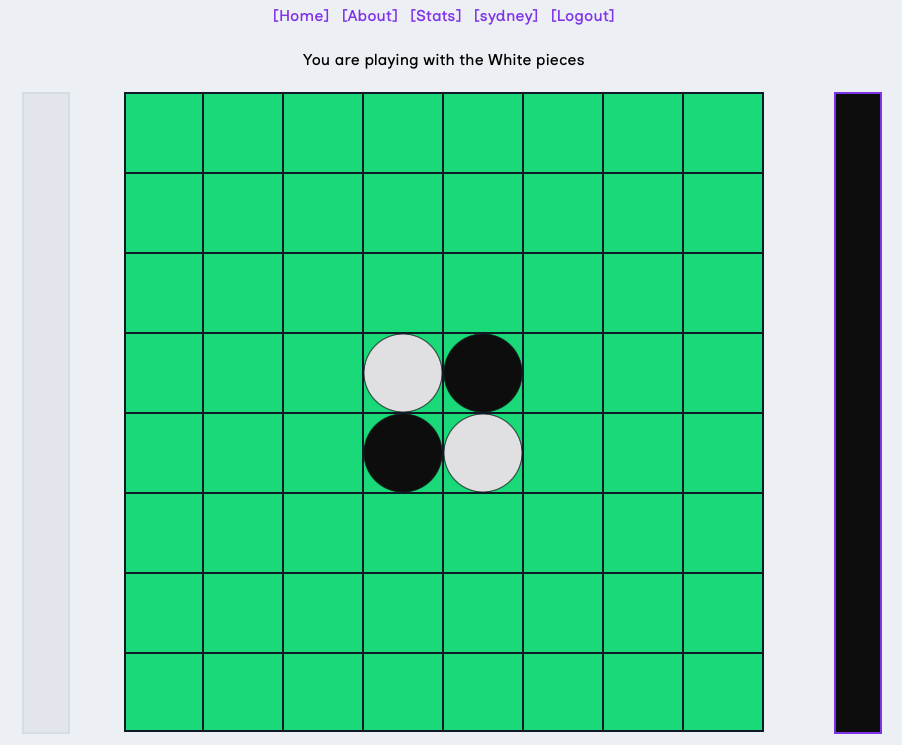 [Home] [About] [Stats] [sydney] [Logout]
You are playing with the White pieces